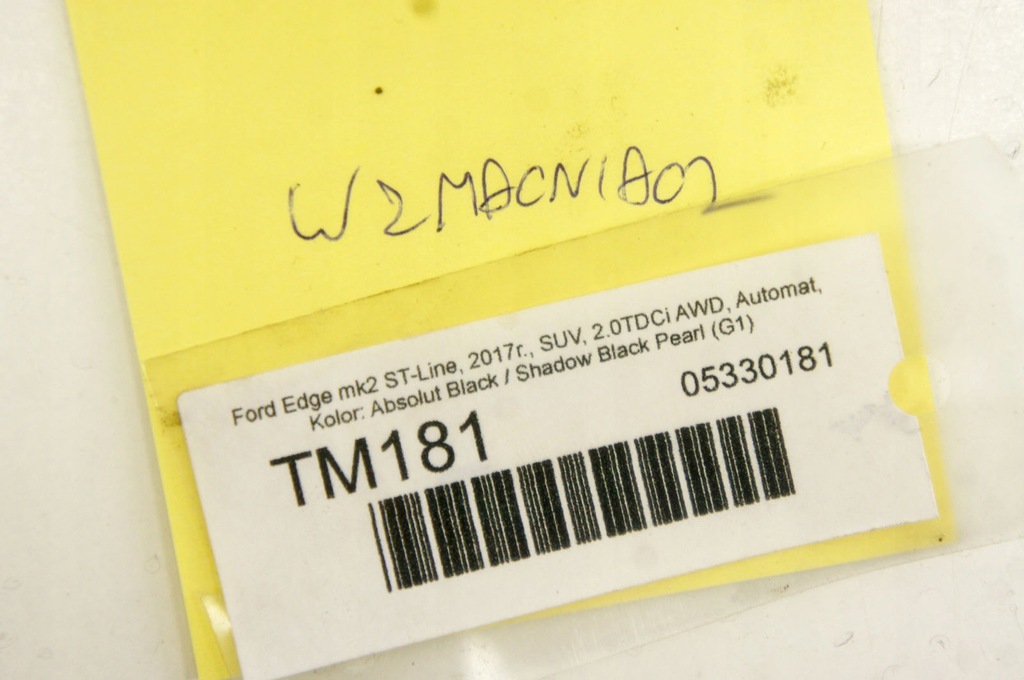 WZMACNIACZ
Ford Edge mk2 ST-Line, 2017r., SUV, 2.0TDCi AWD, Automat,
Kolor: Absolut Black / Shadow Black Pearl (G1)
TM181
05330181